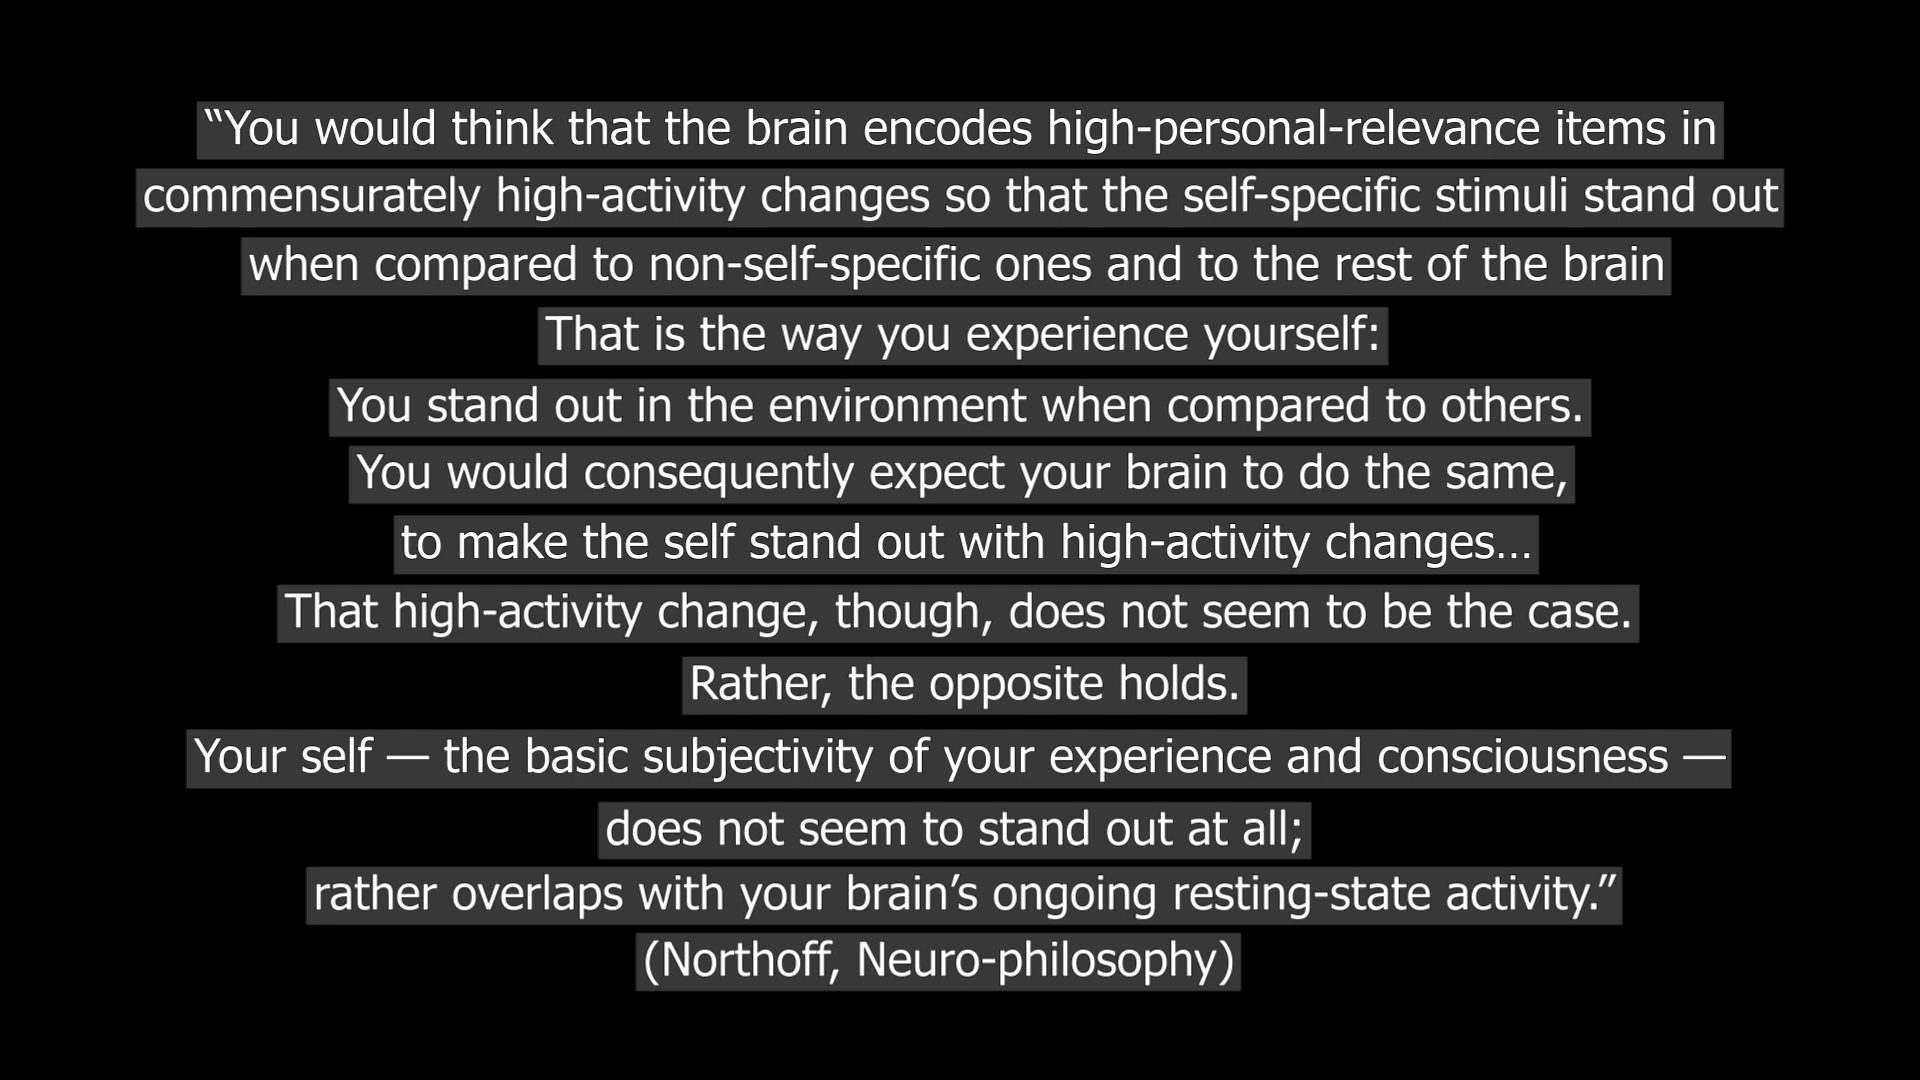 “You would think that the brain encodes high-personal-relevance items in
commensurately high-activity changes so that the self-specific stimuli stand out
when compared to non-self-specific ones and to the rest of the brain
That is the way you experience yourself:
You stand out in the environment when compared to others.
You would consequently expect your brain to do the same,
to make the self stand out with high-activity changes...
That high-activity change, though, does not seem to be the case.
Rather, the opposite holds.
Your self — the basic subjectivity of your experience and consciousness —
does not seem to stand out at all;
rather overlaps with your brain’s ongoing resting-state activity.”
(Northoff, Neuro-philosophy)